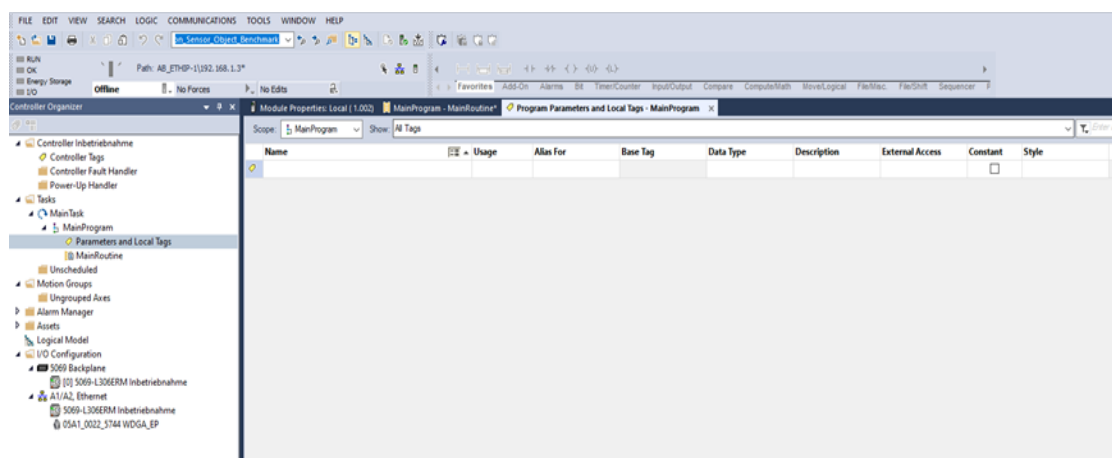 FILE EDIT VIEW SEARCH LOGIC COMMUNICATIONS TOOLS WINDOW HELP
on_Sensor_Object_Benchmark
RUN
OK
Energy Storage
I/O
Path: AB_ETHIP-1\192.168.1.3*
Offline No Forces No Edits
Favorites Add-On Alarms Bit Timer/Counter Input/Output Compare Compute/Math Move/Logical File/Misc. File/Shift Sequencer
Controller Organizer
Module Properties: Local (1.002) MainProgram - MainRoutine* Program Parameters and Local Tags - MainProgram
Scope: MainProgram Show: All Tags
Name Usage Alias For Base Tag Data Type Description External Access Constant Style
Controller Inbetriebnahme
Controller Tags
Controller Fault Handler
Power-Up Handler
Tasks
MainTask
MainProgram
Parameters and Local Tags
MainRoutine
Unscheduled
Motion Groups
Ungrouped Axes
Alarm Manager
Assets
Logical Model
I/O Configuration
5069 Backplane
[0] 5069-L306ERM Inbetriebnahme
A1/A2, Ethernet
5069-L306ERM Inbetriebnahme
05A1_0022_5744 WDGA_EP